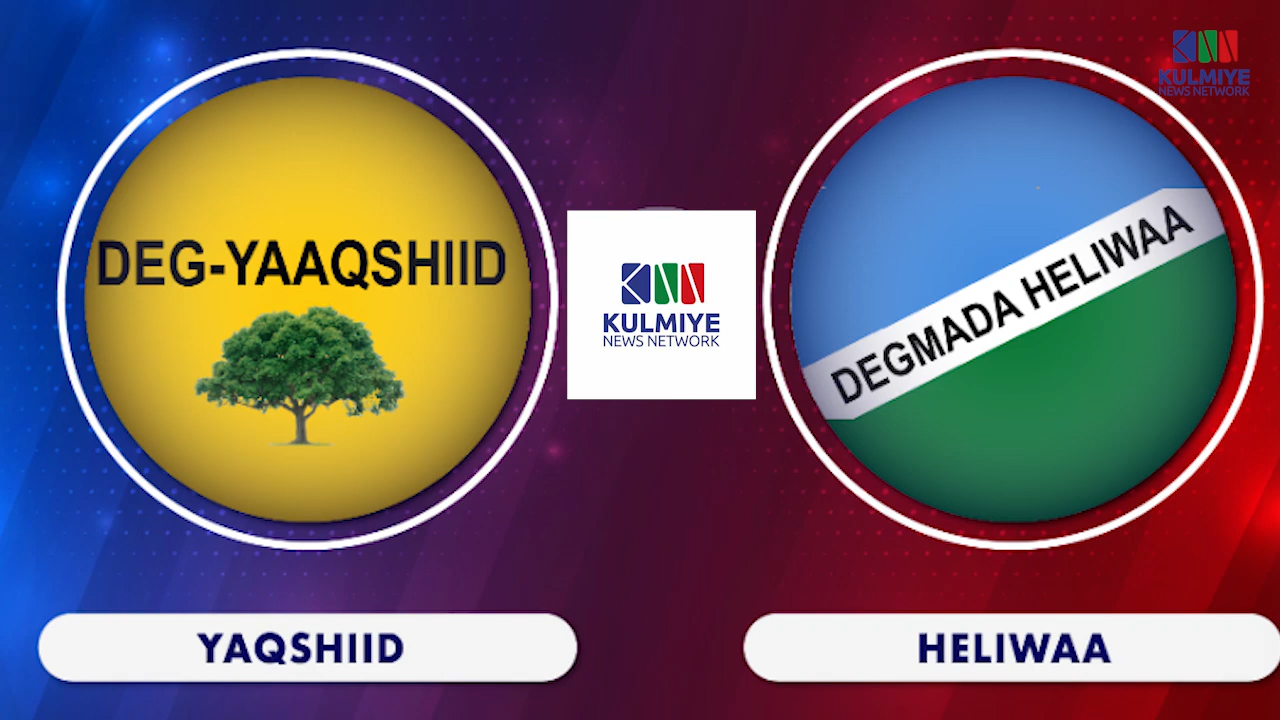 KULMIYE
NEWS NETWORK
DEG-YAAQSHIID
DEGMADA HELIWAA
KULMIYE
NEWS NETWORK
YAQSHIID
HELIWAA